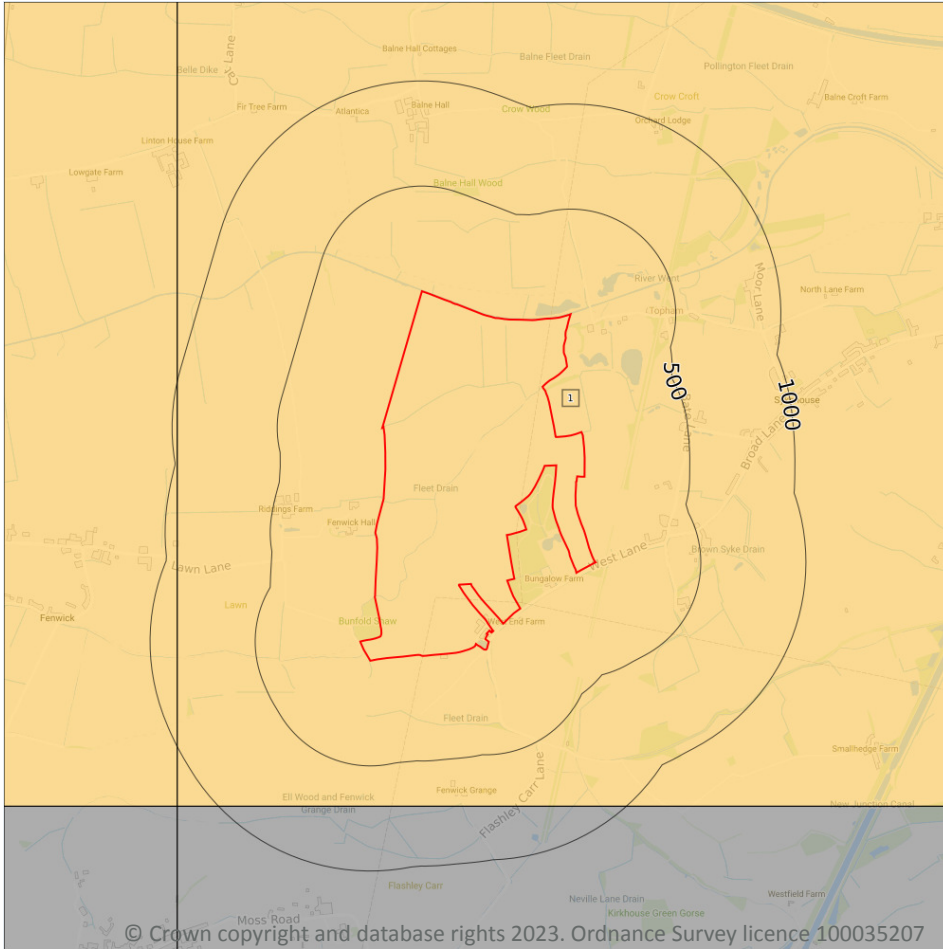 Balne Hall Cottages
Balne Fleet Drain
Belle Dike
Cat Lane
Pollington Fleet Drain
Fir Tree Farm
Atlantica
Balne Hall
Crow Wood
Crow Croft
Balne Croft Farm
Orchard Lodge
Linton House Farm
Lowgate Farm
Balne Hall Wood
River Went
Moor Lane
North Lane Farm
Topham
500
1000
1
Broad Lane
Fleet Drain
Riddings Farm
Fenwick Hall
West Lane
Brown Syke Drain
Lawn Lane
Bungalow Farm
Lawn
Fenwick
Bunfold Shaw
West End Farm
Fleet Drain
Smallhedge Farm
Fenwick Grange
Ell Wood and Fenwick
Grange Drain
New Junction Canal
Flashley Carr Lane
Flashley Carr
Westfield Farm
Neville Lane Drain
Moss Road
Kirkhouse Green Gorse
© Crown copyright and database rights 2023. Ordnance Survey licence 100035207